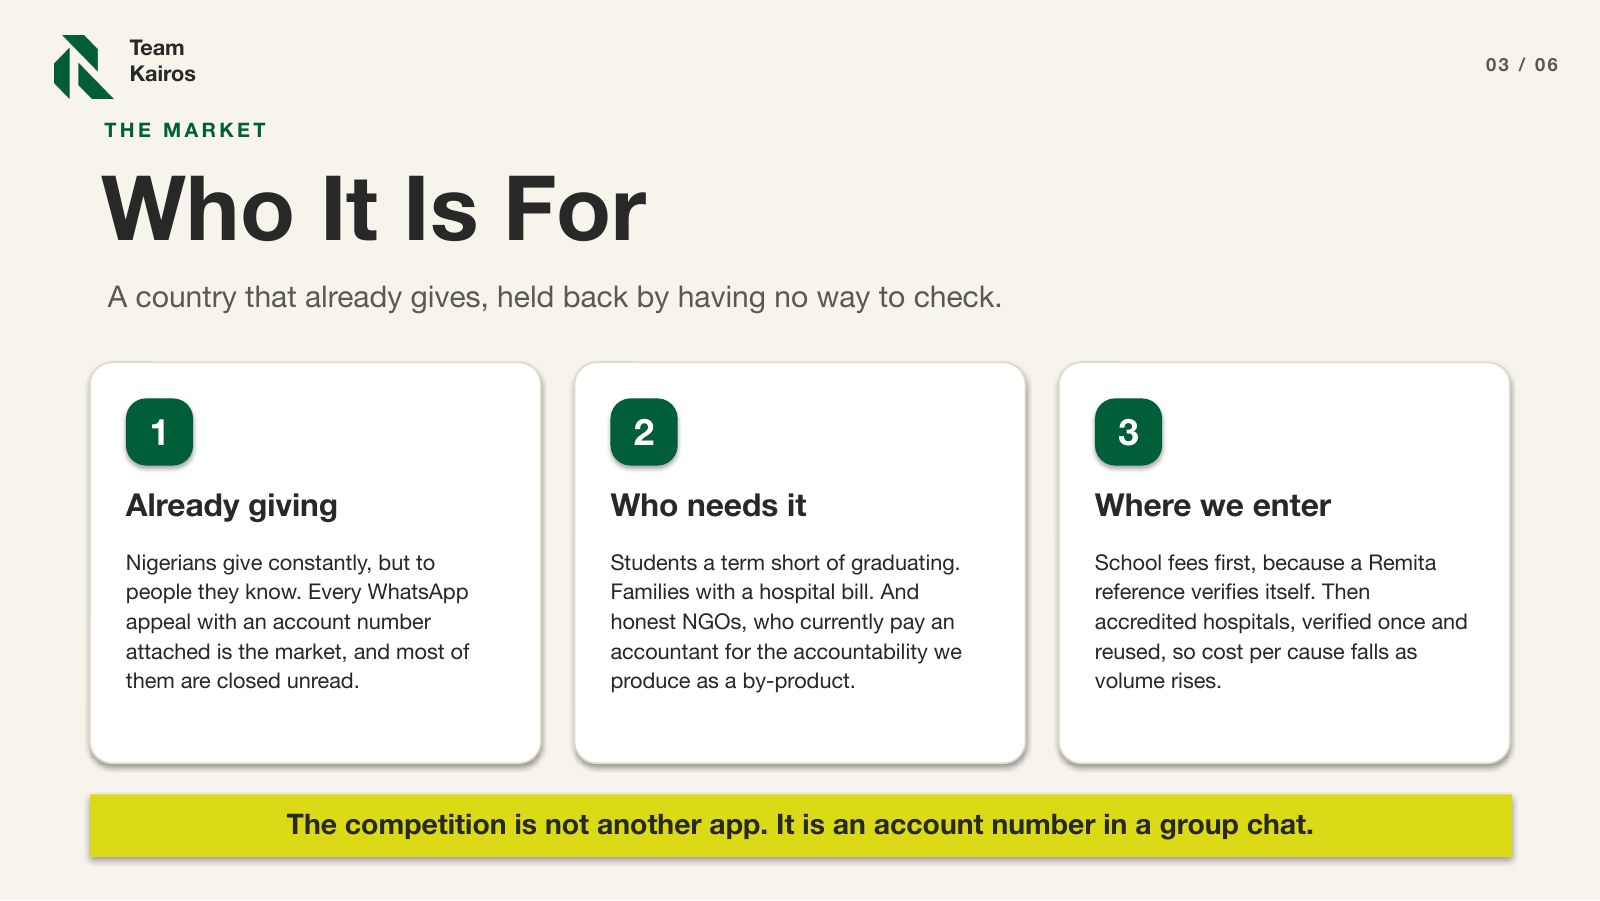 Team
Kairos
03 / 06
THE MARKET
Who It Is For
A country that already gives, held back by having no way to check.
1
Already giving
Nigerians give constantly, but to
people they know. Every WhatsApp
appeal with an account number
attached is the market, and most of
them are closed unread.
2
Who needs it
Students a term short of graduating.
Families with a hospital bill. And
honest NGOs, who currently pay an
accountant for the accountability we
produce as a by-product.
3
Where we enter
School fees first, because a Remita
reference verifies itself. Then
accredited hospitals, verified once and
reused, so cost per cause falls as
volume rises.
The competition is not another app. It is an account number in a group chat.